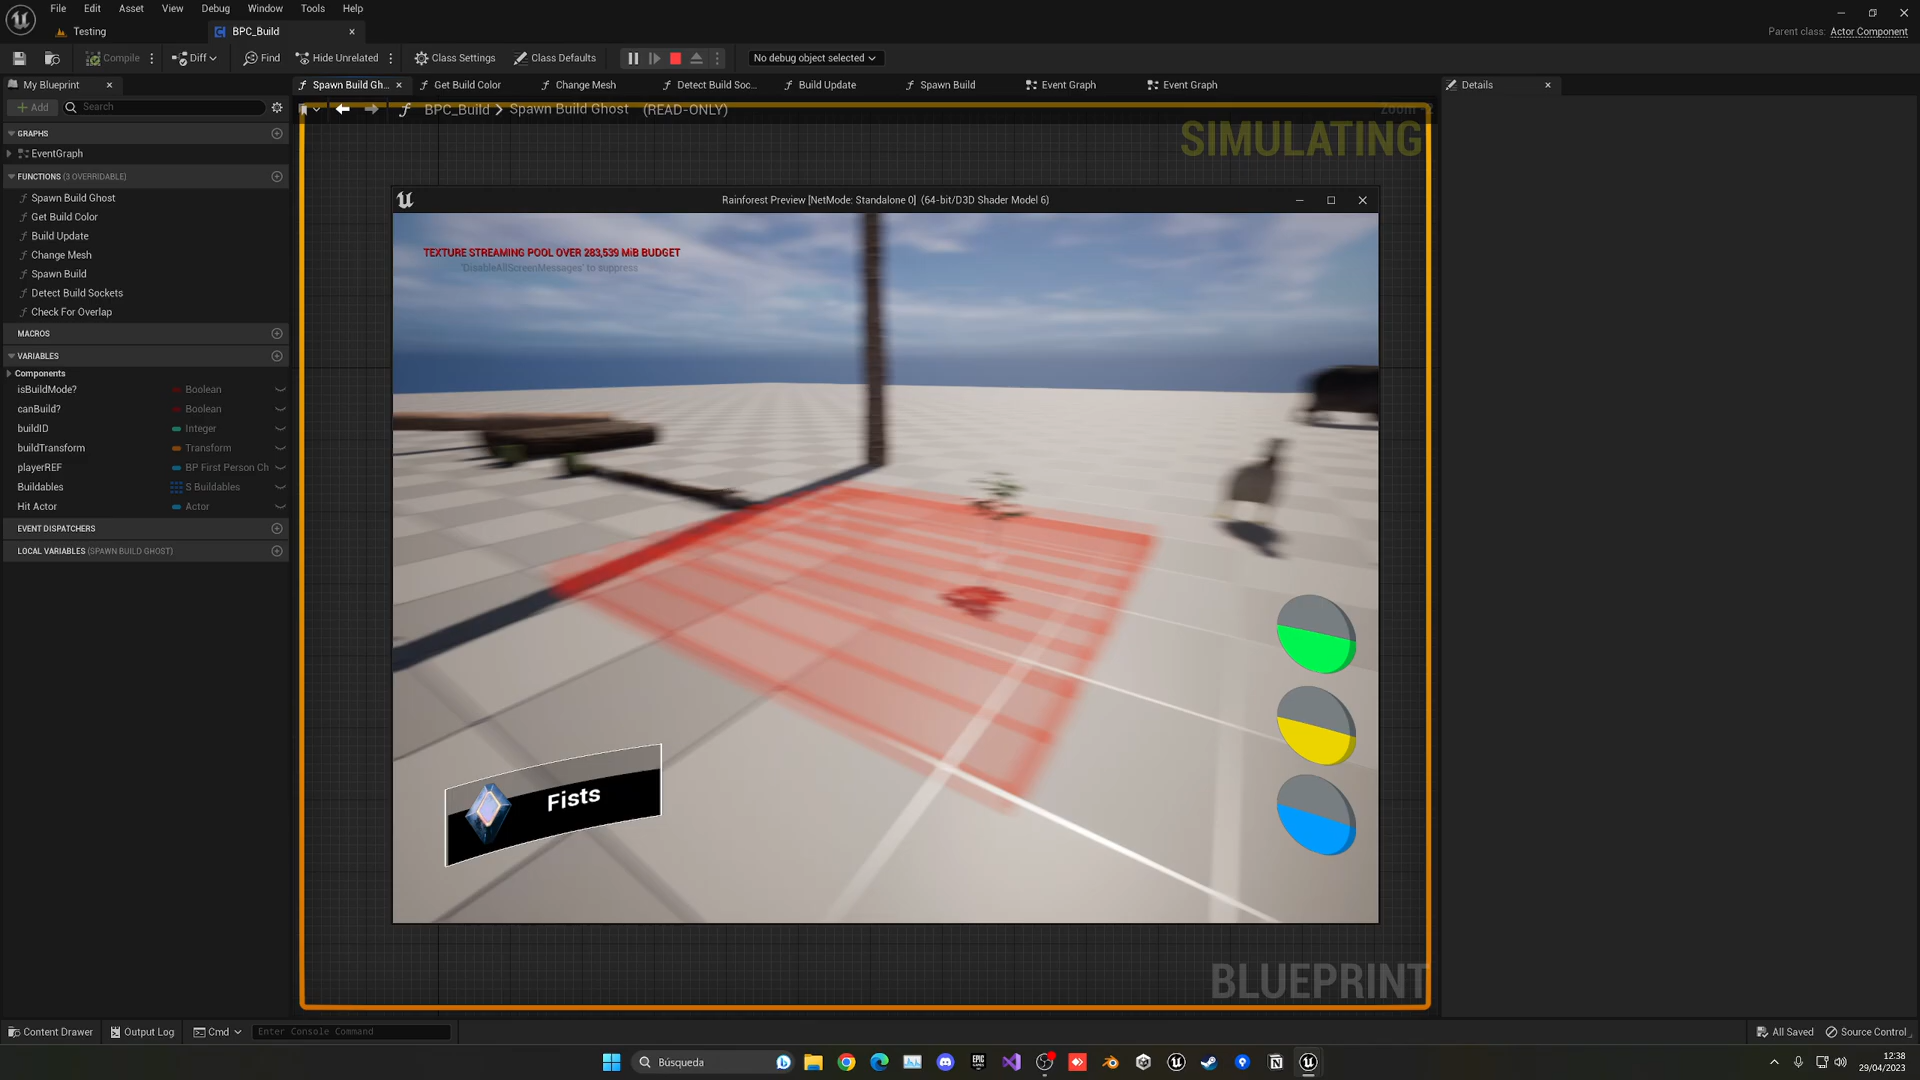 File Edit Asset View Debug Window Tools Help
Testing
BPC_Build
Parent class: Actor Component
Compile Diff Find Hide Unrelated Class Settings Class Defaults No debug object selected
My Blueprint
Spawn Build Gh... Get Build Color Change Mesh Detect Build Soc... Build Update Spawn Build Event Graph Event Graph
Details
Add Search
BPC_Build > Spawn Build Ghost (READ-ONLY)
Zoom -2
SIMULATING
GRAPHS
EventGraph
FUNCTIONS (3 OVERRIDABLE)
Spawn Build Ghost
Get Build Color
Build Update
Change Mesh
Spawn Build
Detect Build Sockets
Check For Overlap
MACROS
VARIABLES
Components
isBuildMode? Boolean
canBuild? Boolean
buildID Integer
buildTransform Transform
playerREF BP First Person Ch
Buildables S Buildables
Hit Actor Actor
EVENT DISPATCHERS
LOCAL VARIABLES (SPAWN BUILD GHOST)
Rainforest Preview [NetMode: Standalone 0] (64-bit/D3D Shader Model 6)
TEXTURE STREAMING POOL OVER 283,539 MiB BUDGET
'DisableAllScreenMessages' to suppress
Fists
BLUEPRINT
Content Drawer Output Log Cmd Enter Console Command
All Saved Source Control
Búsqueda
EPIC GAMES
12:38
29/04/2023